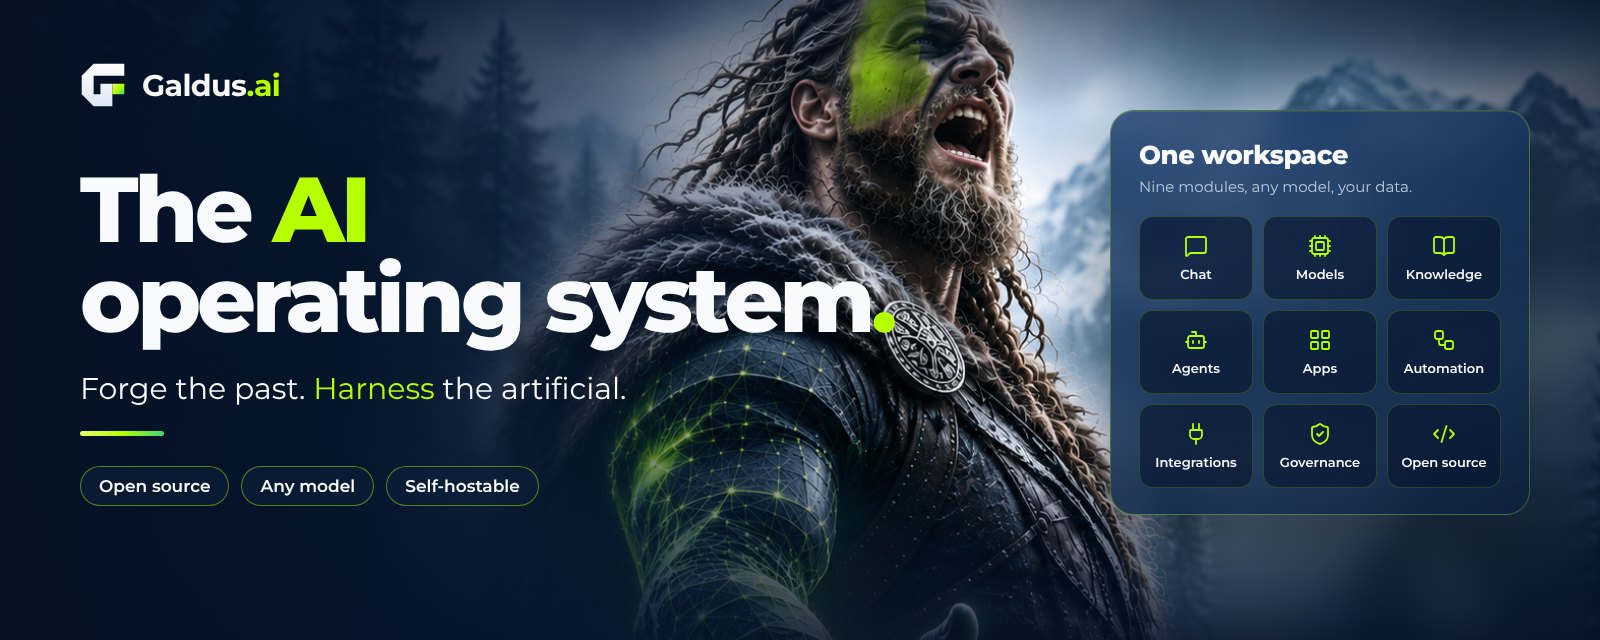 Galdus.ai
The AI
operating system.
Forge the past. Harness the artificial.
Open source
Any model
Self-hostable
One workspace
Nine modules, any model, your data.
Chat
Models
Knowledge
Agents
Apps
Automation
Integrations
Governance
Open source